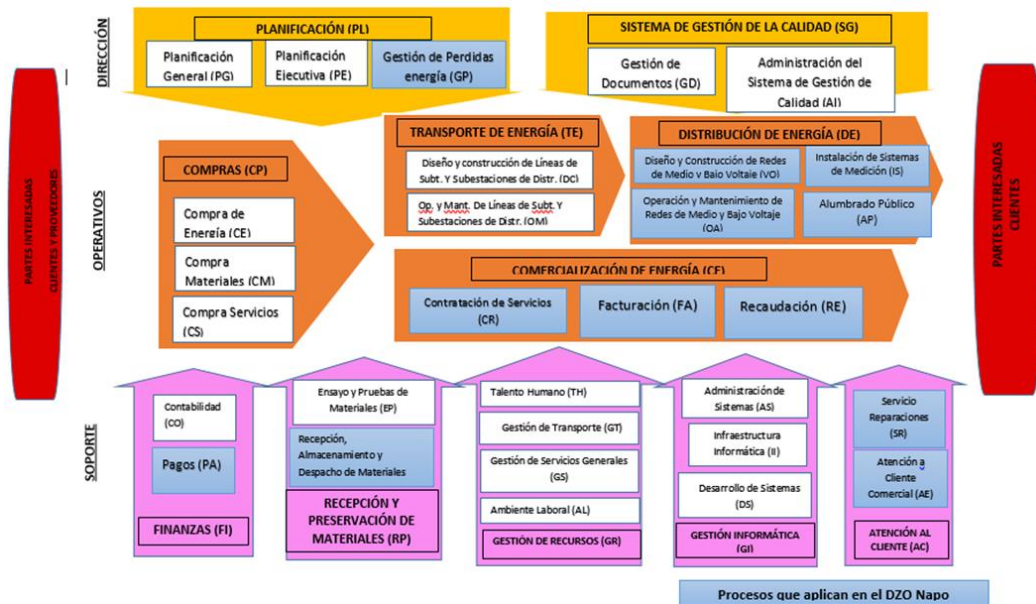 DIRECCIÓN
PLANIFICACIÓN (PL)
Planificación
General (PG)
Planificación
Ejecutiva (PE)
Gestión de Perdidas
energía (GP)
SISTEMA DE GESTIÓN DE LA CALIDAD (SG)
Gestión de
Documentos (GD)
Administración del
Sistema de Gestión de
Calidad (AI)
PARTES INTERESADAS
CLIENTES Y PROVEEDORES
OPERATIVOS
COMPRAS (CP)
Compra de
Energía (CE)
Compra
Materiales (CM)
Compra Servicios
(CS)
TRANSPORTE DE ENERGÍA (TE)
Diseño y construcción de Líneas de
Subt. Y Subestaciones de Distr. (DC)
Op. y Mant. De Líneas de Subt. Y
Subestaciones de Distr. (OM)
DISTRIBUCIÓN DE ENERGÍA (DE)
Diseño y Construcción de Redes
de Medio y Bajo Voltaje (VO)
Instalación de Sistemas
de Medición (IS)
Operación y Mantenimiento de
Redes de Medio y Bajo Voltaje
(OA)
Alumbrado Público
(AP)
COMERCIALIZACIÓN DE ENERGÍA (CE)
Contratación de Servicios
(CR)
Facturación (FA)
Recaudación (RE)
PARTES INTERESADAS
CLIENTES
SOPORTE
Contabilidad
(CO)
Pagos (PA)
FINANZAS (FI)
Ensayo y Pruebas de
Materiales (EP)
Recepción,
Almacenamiento y
Despacho de Materiales
RECEPCIÓN Y
PRESERVACIÓN DE
MATERIALES (RP)
Talento Humano (TH)
Gestión de Transporte (GT)
Gestión de Servicios Generales
(GS)
Ambiente Laboral (AL)
GESTIÓN DE RECURSOS (GR)
Administración de
Sistemas (AS)
Infraestructura
Informática (II)
Desarrollo de Sistemas
(DS)
GESTIÓN INFORMÁTICA
(GI)
Servicio
Reparaciones
(SR)
Atención a
Cliente
Comercial (AE)
ATENCIÓN AL
CLIENTE (AC)
Procesos que aplican en el DZO Napo